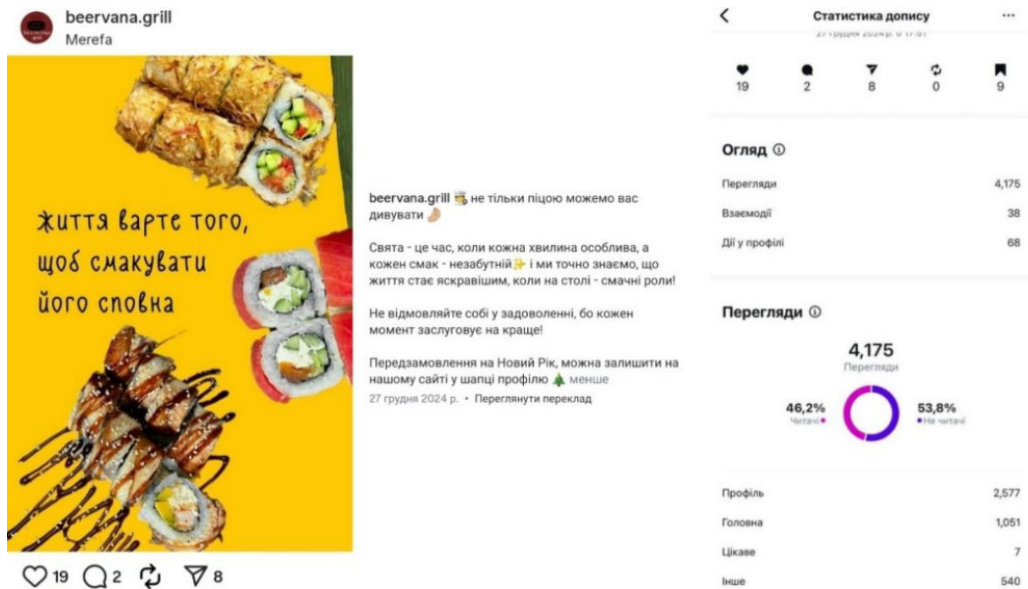 beervana.grill
Merefa
життя варте того,
щоб смакувати
його сповна
19 2 8
beervana.grill не тільки піцою можемо вас
дивувати
Свята - це час, коли кожна хвилина особлива, а
кожен смак - незабутній✨ і ми точно знаємо, що
життя стає яскравішим, коли на столі - смачні роли!
Не відмовляйте собі у задоволенні, бо кожен
момент заслуговує на краще!
Передзамовлення на Новий Рік, можна залишити на
нашому сайті у шапці профілю 🎄 менше
27 грудня 2024 р. • Переглянути переклад
Статистика допису
27 грудня 2024 р. о 17:51
19 2 8 0 9
Огляд
Перегляди 4,175
Взаємодії 38
Дії у профілі 68
Перегляди
4,175
Перегляди
46,2% 53,8%
Читачі Не читачі
Профіль 2,577
Головна 1,051
Цікаве 7
Інше 540